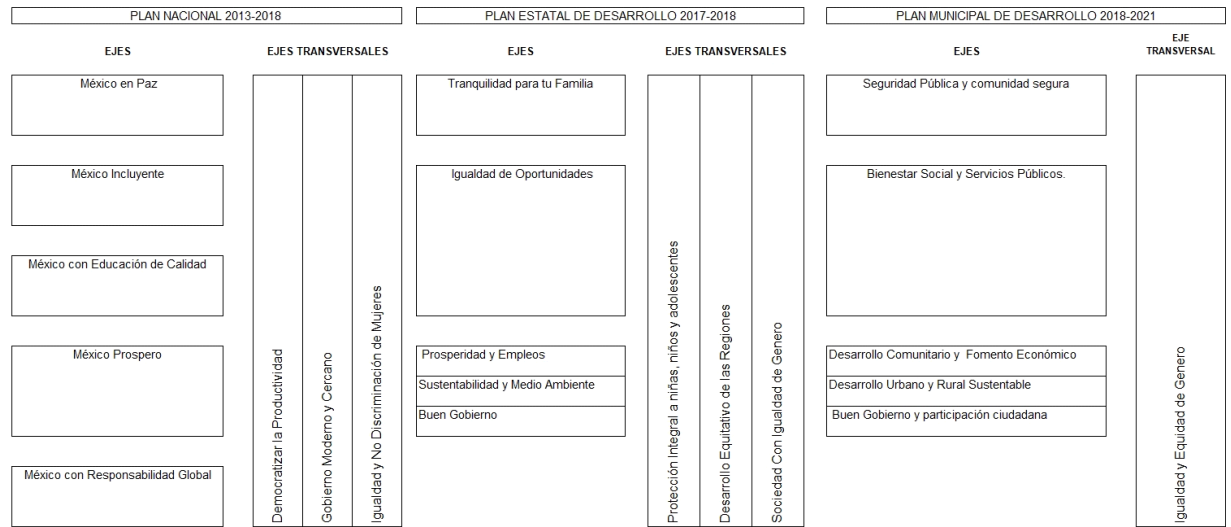 PLAN NACIONAL 2013-2018
EJES
EJES TRANSVERSALES
México en Paz
México Incluyente
México con Educación de Calidad
México Prospero
México con Responsabilidad Global
Democratizar la Productividad
Gobierno Moderno y Cercano
Igualdad y No Discriminación de Mujeres
PLAN ESTATAL DE DESARROLLO 2017-2018
EJES
EJES TRANSVERSALES
Tranquilidad para tu Familia
Igualdad de Oportunidades
Prosperidad y Empleos
Sustentabilidad y Medio Ambiente
Buen Gobierno
Protección Integral a niñas, niños y adolescentes
Desarrollo Equitativo de las Regiones
Sociedad Con Igualdad de Genero
PLAN MUNICIPAL DE DESARROLLO 2018-2021
EJES
EJE
TRANSVERSAL
Seguridad Pública y comunidad segura
Bienestar Social y Servicios Públicos.
Desarrollo Comunitario y Fomento Económico
Desarrollo Urbano y Rural Sustentable
Buen Gobierno y participación ciudadana
Igualdad y Equidad de Genero